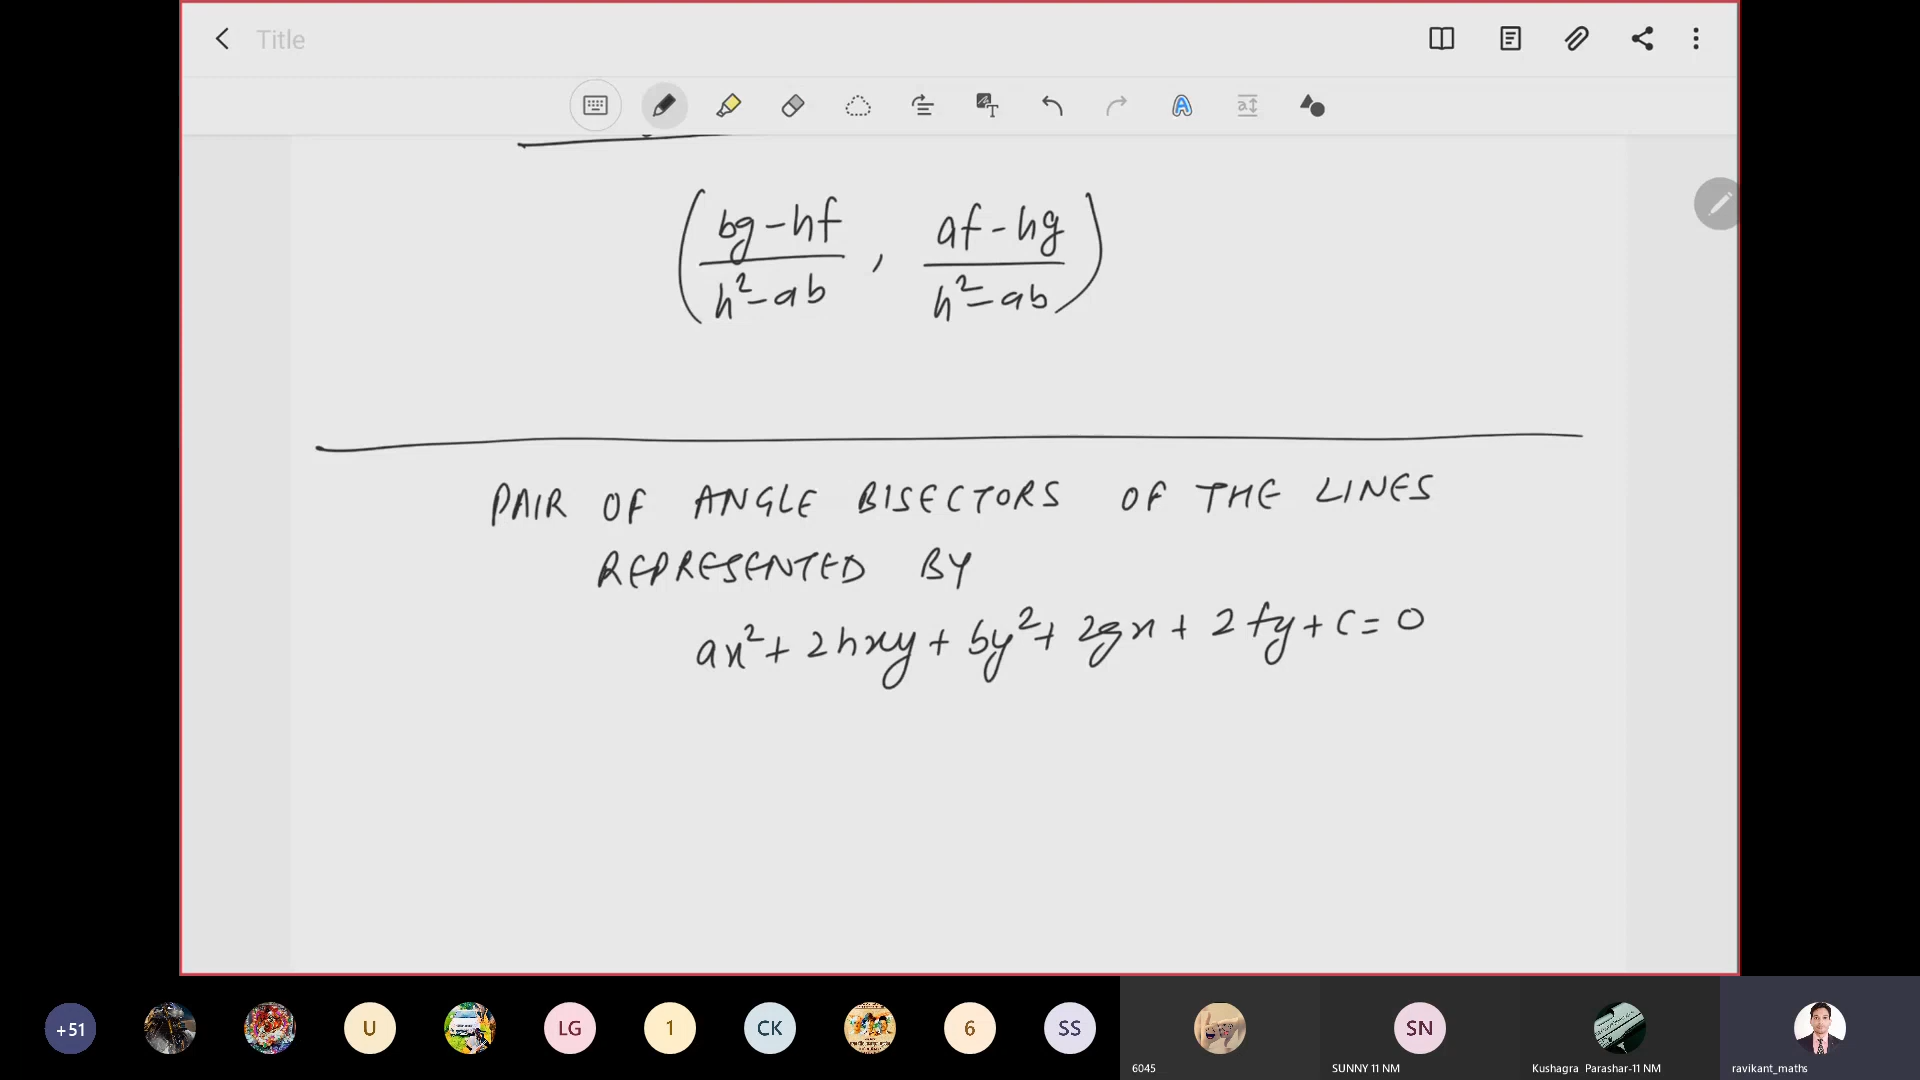 Title
( bg-hf / h²-ab , af-hg / h²-ab )
PAIR OF ANGLE BISECTORS OF THE LINES
REPRESENTED BY
ax²+2hxy+by²+2gx+2fy+c=0
+51
U
LG
1
CK
6
SS
SN
6045
SUNNY 11 NM
Kushagra Parashar-11 NM
ravikant_maths